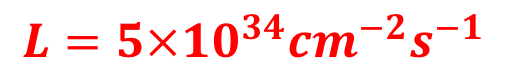 L = 5×10³⁴cm⁻²s⁻¹